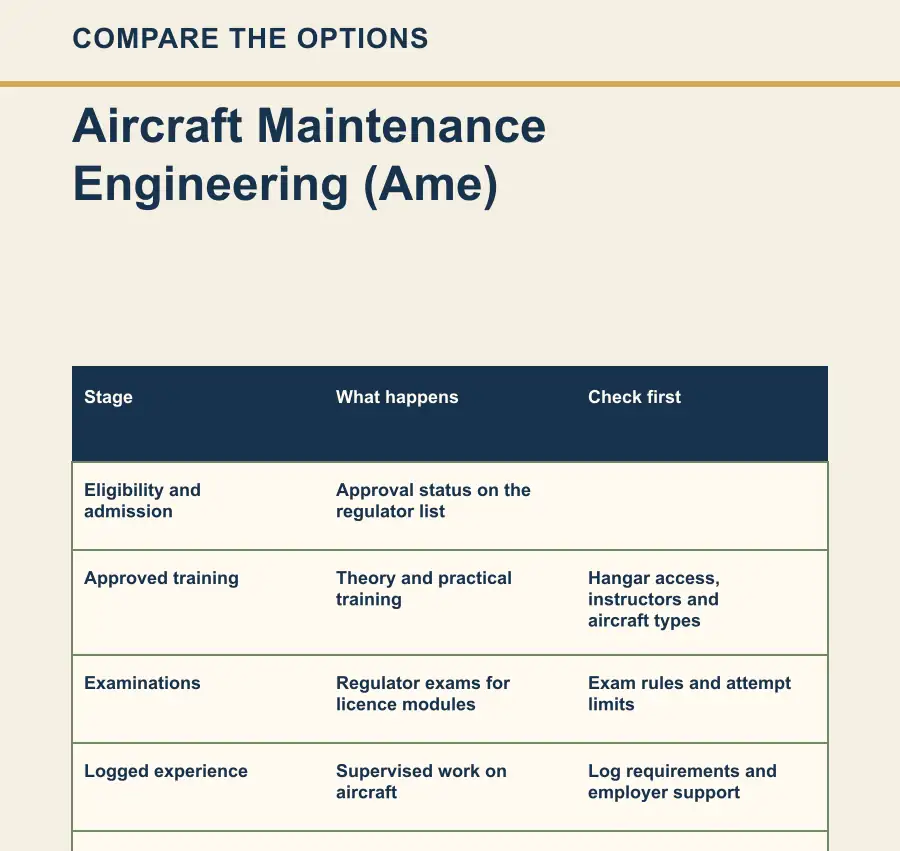 COMPARE THE OPTIONS
Aircraft Maintenance
Engineering (Ame)
Stage
What happens
Check first
Eligibility and
admission
Approval status on the
regulator list
Approved training
Theory and practical
training
Hangar access,
instructors and
aircraft types
Examinations
Regulator exams for
licence modules
Exam rules and attempt
limits
Logged experience
Supervised work on
aircraft
Log requirements and
employer support